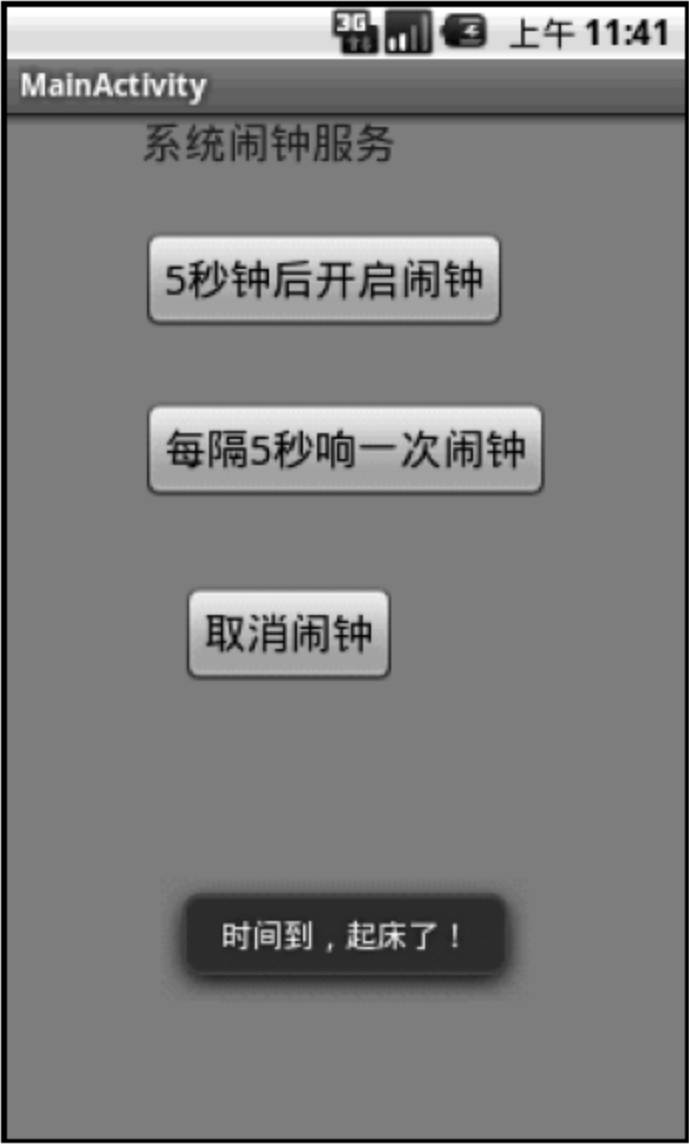 3G 上午 11:41
MainActivity
系统闹钟服务
5秒钟后开启闹钟
每隔5秒响一次闹钟
取消闹钟
时间到，起床了！